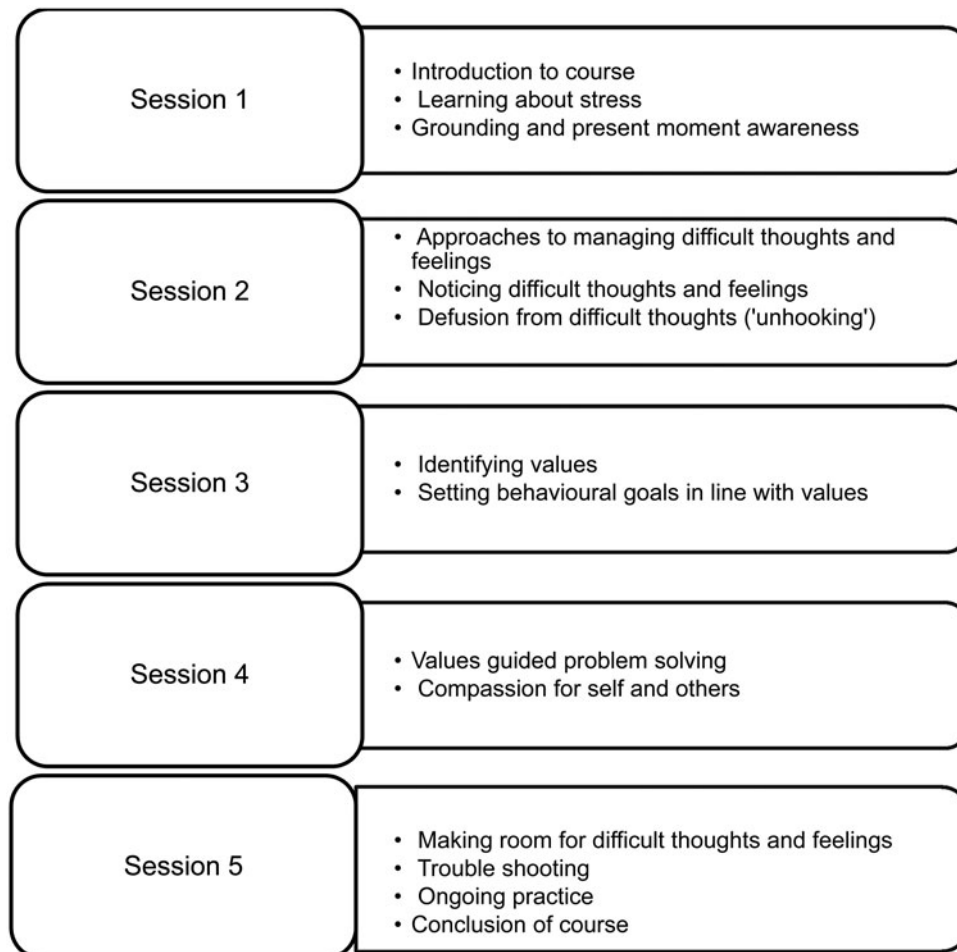 Session 1
• Introduction to course
• Learning about stress
• Grounding and present moment awareness
Session 2
• Approaches to managing difficult thoughts and
feelings
• Noticing difficult thoughts and feelings
• Defusion from difficult thoughts ('unhooking')
Session 3
• Identifying values
• Setting behavioural goals in line with values
Session 4
• Values guided problem solving
• Compassion for self and others
Session 5
• Making room for difficult thoughts and feelings
• Trouble shooting
• Ongoing practice
• Conclusion of course